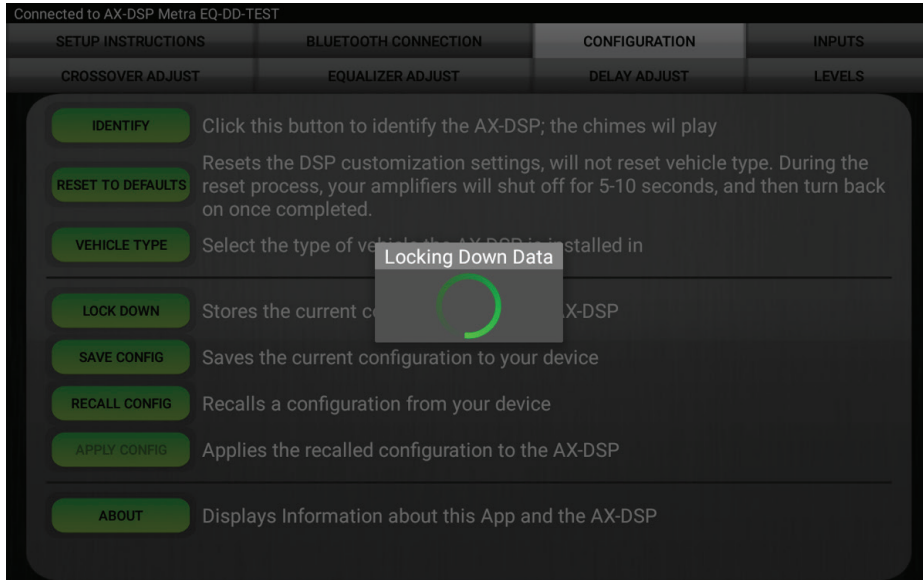 Connected to AX-DSP Metra EQ-DD-TEST
SETUP INSTRUCTIONS BLUETOOTH CONNECTION CONFIGURATION INPUTS
CROSSOVER ADJUST EQUALIZER ADJUST DELAY ADJUST LEVELS
IDENTIFY Click this button to identify the AX-DSP; the chimes wil play
Resets the DSP customization settings, will not reset vehicle type. During the
RESET TO DEFAULTS reset process, your amplifiers will shut off for 5-10 seconds, and then turn back
on once completed.
VEHICLE TYPE Select the type of vehicle the AX-DSP is installed in
Locking Down Data
LOCK DOWN Stores the current AX-DSP
SAVE CONFIG Saves the current configuration to your device
RECALL CONFIG Recalls a configuration from your device
APPLY CONFIG Applies the recalled configuration to the AX-DSP
ABOUT Displays Information about this App and the AX-DSP